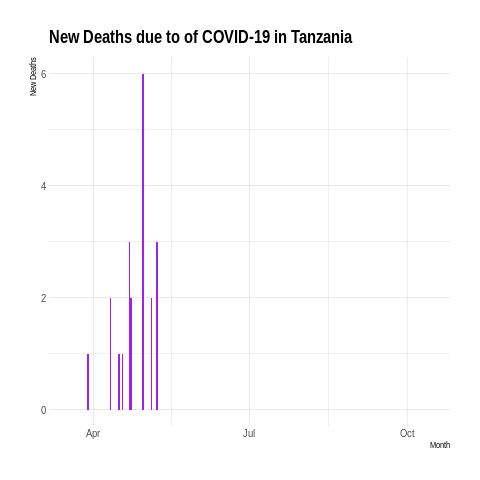 New Deaths due to of COVID-19 in Tanzania
New Deaths
6
4
2
0
Apr Jul Oct
Month